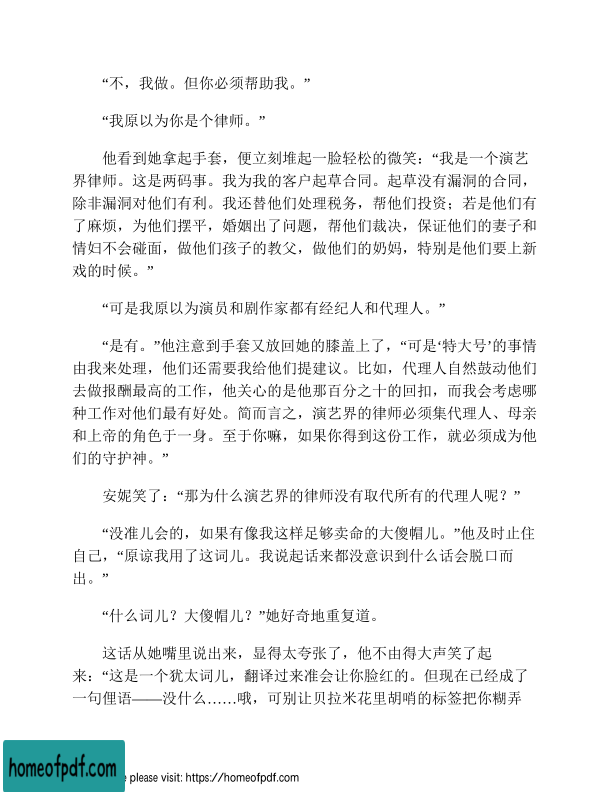 “不，我做。但你必须帮助我。”
“我原以为你是个律师。”
他看到她拿起手套，便立刻堆起一脸轻松的微笑：“我是一个演艺
界律师。这是两码事。我为我的客户起草合同。起草没有漏洞的合同，
除非漏洞对他们有利。我还替他们处理税务，帮他们投资；若是他们有
了麻烦，为他们摆平，婚姻出了问题，帮他们裁决，保证他们的妻子和
情妇不会碰面，做他们孩子的教父，做他们的奶妈，特别是他们要上新
戏的时候。”
“可是我原以为演员和剧作家都有经纪人和代理人。”
“是有。”他注意到手套又放回她的膝盖上了，“可是‘特大号’的事情
由我来处理，他们还需要我给他们提建议。比如，代理人自然鼓动他们
去做报酬最高的工作，他关心的是他那百分之十的回扣，而我会考虑哪
种工作对他们最有好处。简而言之，演艺界的律师必须集代理人、母亲
和上帝的角色于一身。至于你嘛，如果你得到这份工作，就必须成为他
们的守护神。”
安妮笑了：“那为什么演艺界的律师没有取代所有的代理人呢？”
“没准儿会的，如果有像我这样足够卖命的大傻帽儿。”他及时止住
自己，“原谅我用了这词儿。我说起话来都没意识到什么话会脱口而
出。”
“什么词儿？大傻帽儿？”她好奇地重复道。
这话从她嘴里说出来，显得太夸张了，他不由得大声笑了起
来：“这是一个犹太词儿，翻译过来准会让你脸红的。但现在已经成了
一句俚语——没什么……哦，可别让贝拉米花里胡哨的标签把你糊弄
homeofpdf.com
e please visit: https://homeofpdf.com